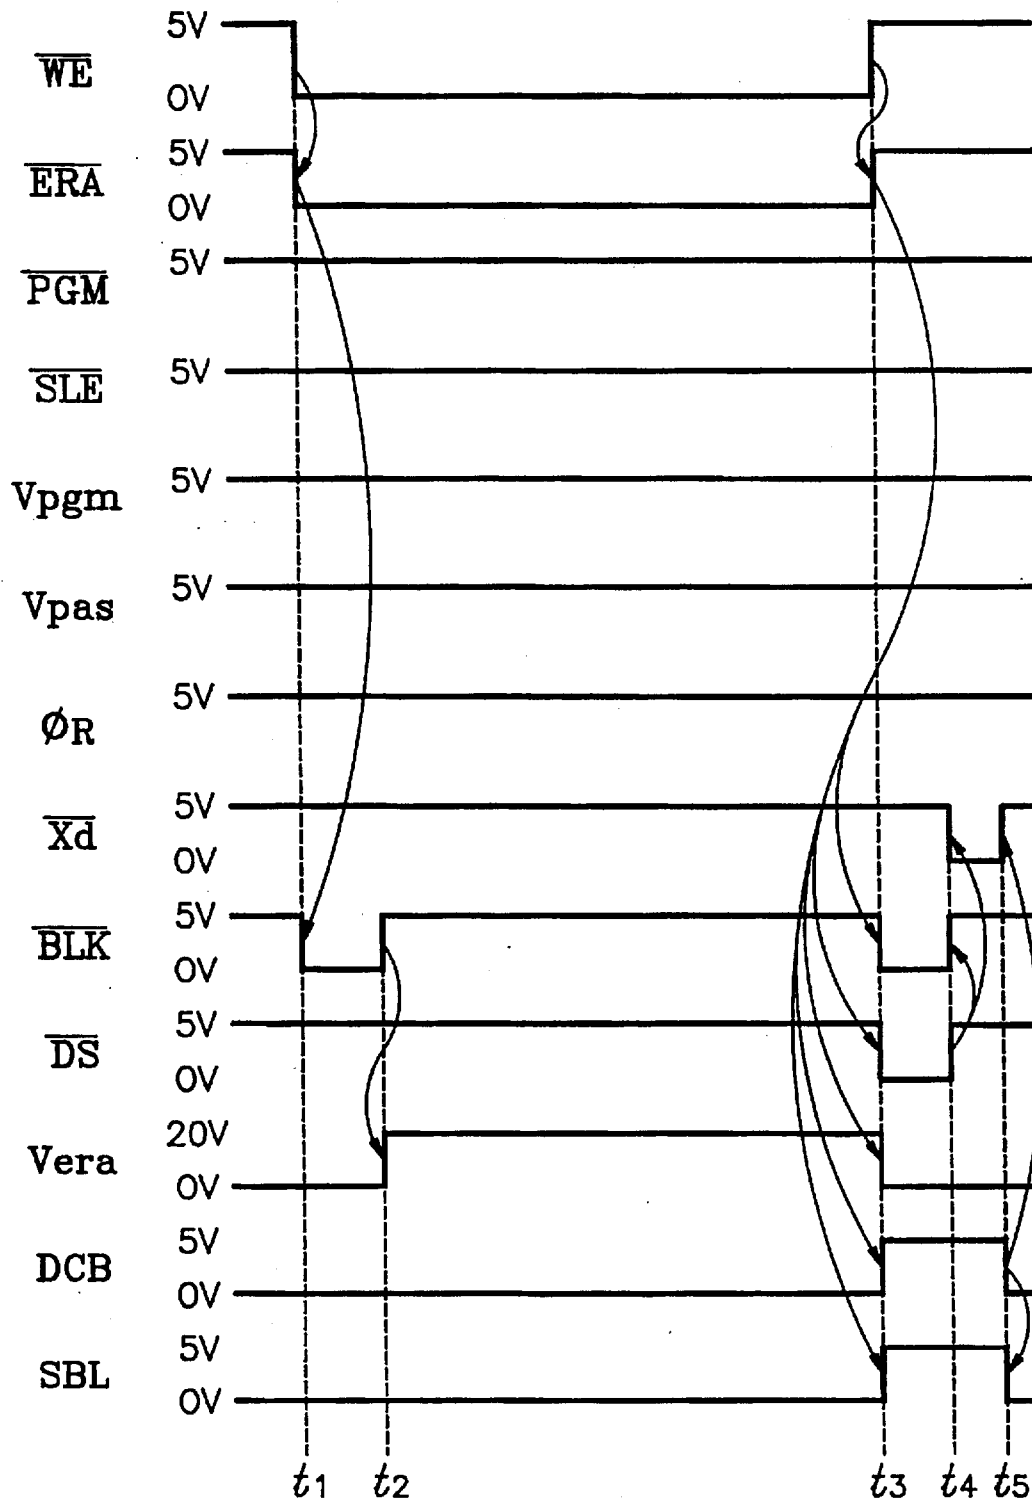 5V
WE
0V
5V
ERA
0V
5V
PGM
5V
SLE
5V
Vpgm
5V
Vpas
5V
ØR
5V
Xd
0V
5V
BLK
0V
5V
DS
0V
20V
Vera
0V
5V
DCB
0V
5V
SBL
0V
t1 t2 t3 t4 t5